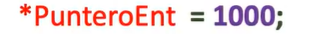 *PunteroEnt = 1000;